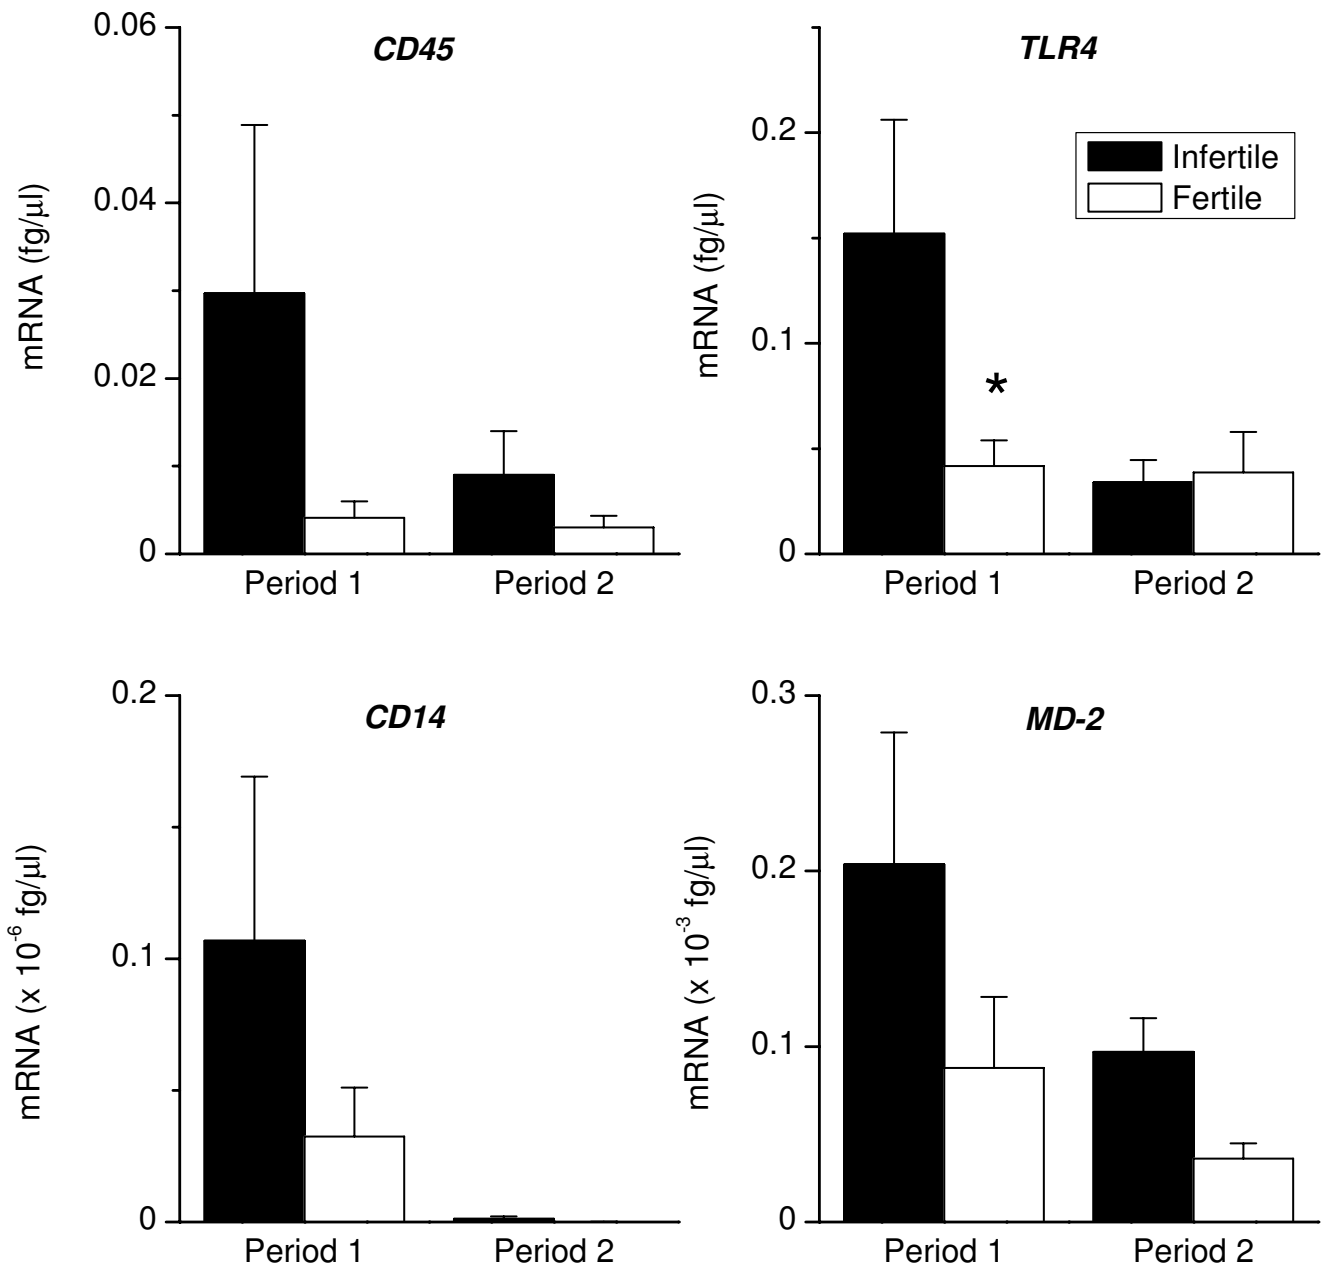 CD45
0.06
0.04
0.02
0
mRNA (fg/µl)
Period 1
Period 2
TLR4
0.2
0.1
0
mRNA (fg/µl)
Infertile
Fertile
*
Period 1
Period 2
CD14
0.2
0.1
0
mRNA (x 10⁻⁶ fg/µl)
Period 1
Period 2
MD-2
0.3
0.2
0.1
0
mRNA (x 10⁻³ fg/µl)
Period 1
Period 2